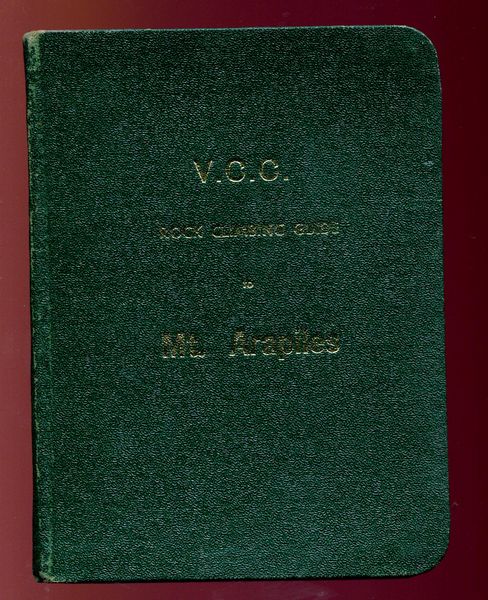 V.C.C.
ROCK CLIMBING GUIDE
to
Mt. Arapiles